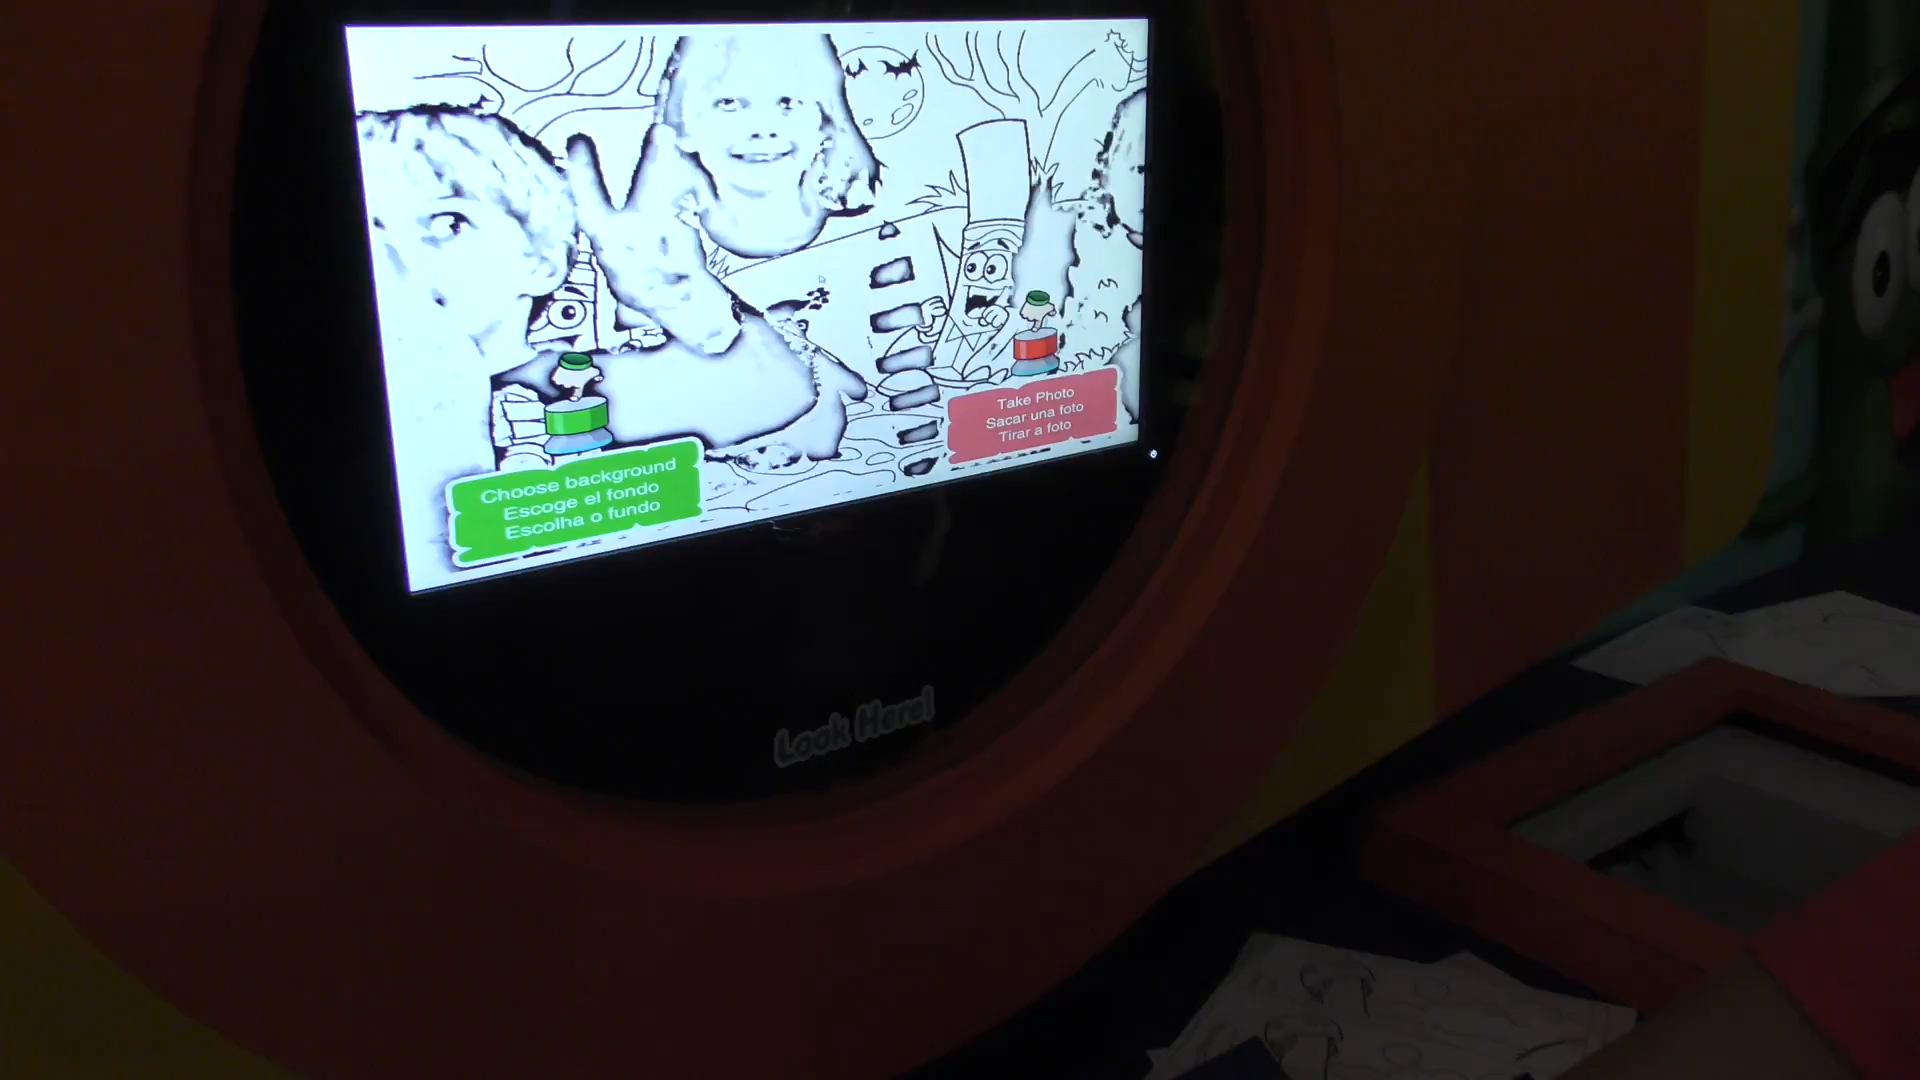 Take Photo
Sacar una foto
Tirar a foto
Choose background
Escoge el fondo
Escolha o fundo
Look Here!